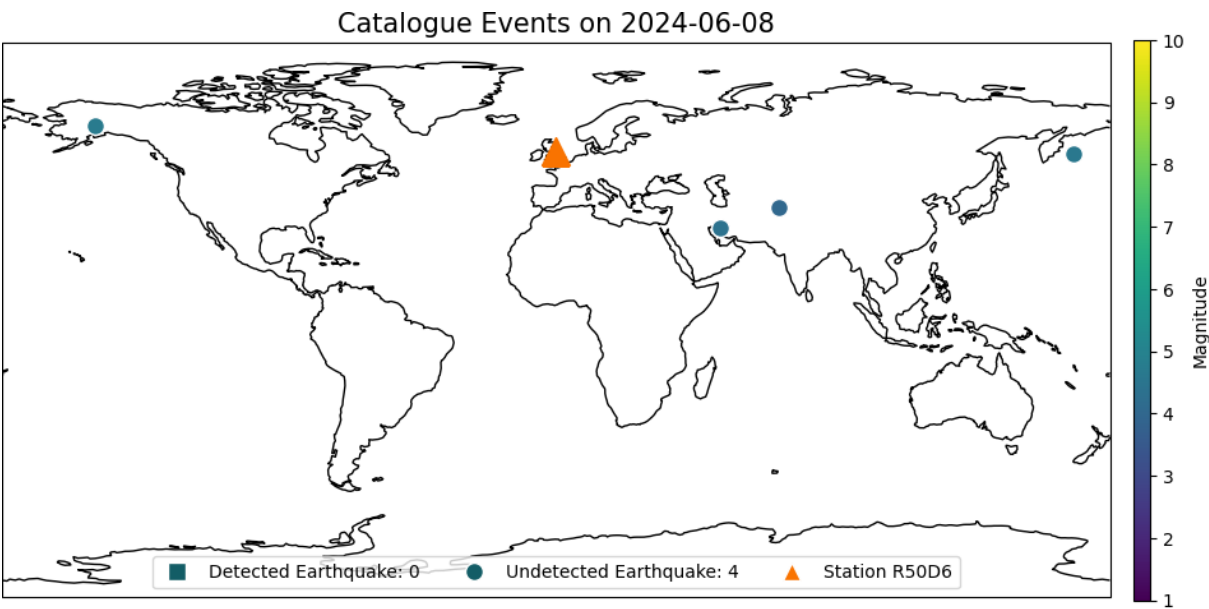 Catalogue Events on 2024-06-08
10
9
8
7
6
5
4
3
2
1
Magnitude
Detected Earthquake: 0
Undetected Earthquake: 4
Station R50D6